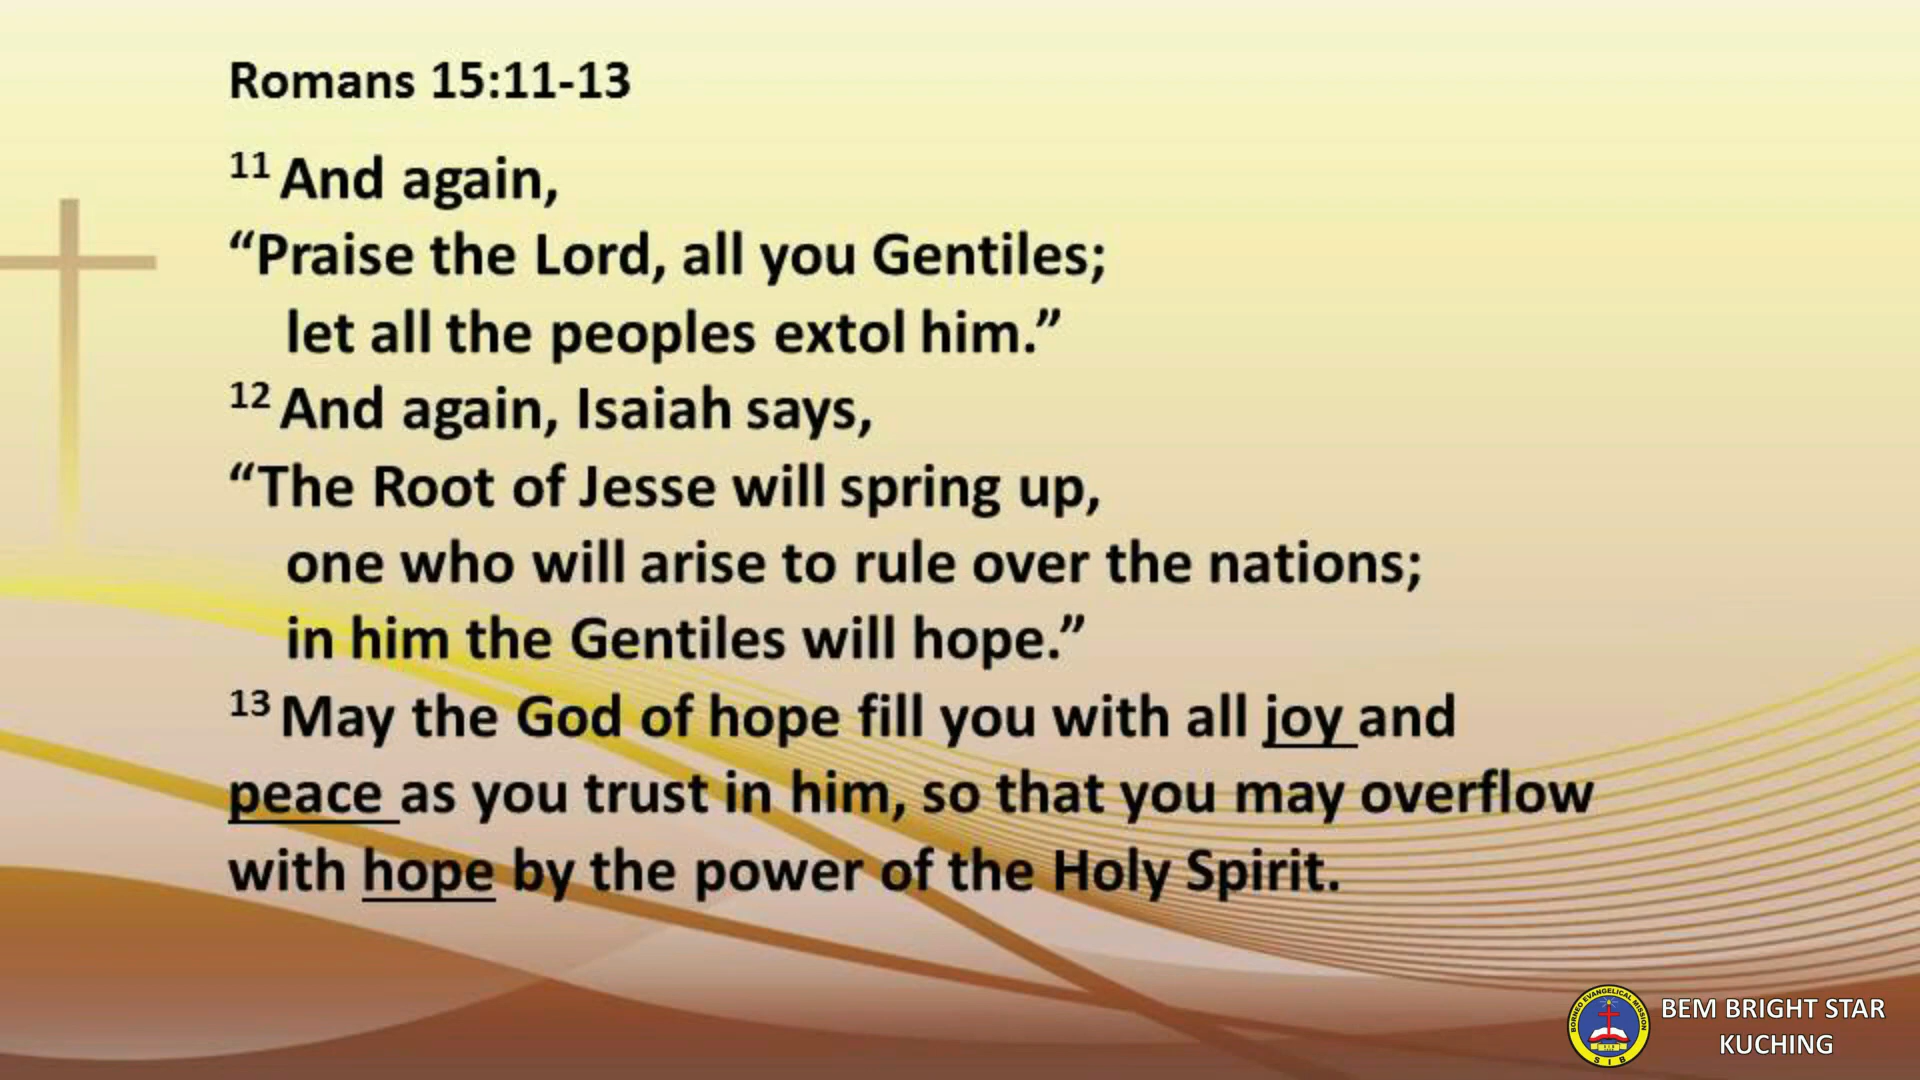 Romans 15:11-13
11 And again,
“Praise the Lord, all you Gentiles;
let all the peoples extol him.”
12 And again, Isaiah says,
“The Root of Jesse will spring up,
one who will arise to rule over the nations;
in him the Gentiles will hope.”
13 May the God of hope fill you with all joy and
peace as you trust in him, so that you may overflow
with hope by the power of the Holy Spirit.
BORNEO EVANGELICAL MISSION
S I B
BEM BRIGHT STAR
KUCHING